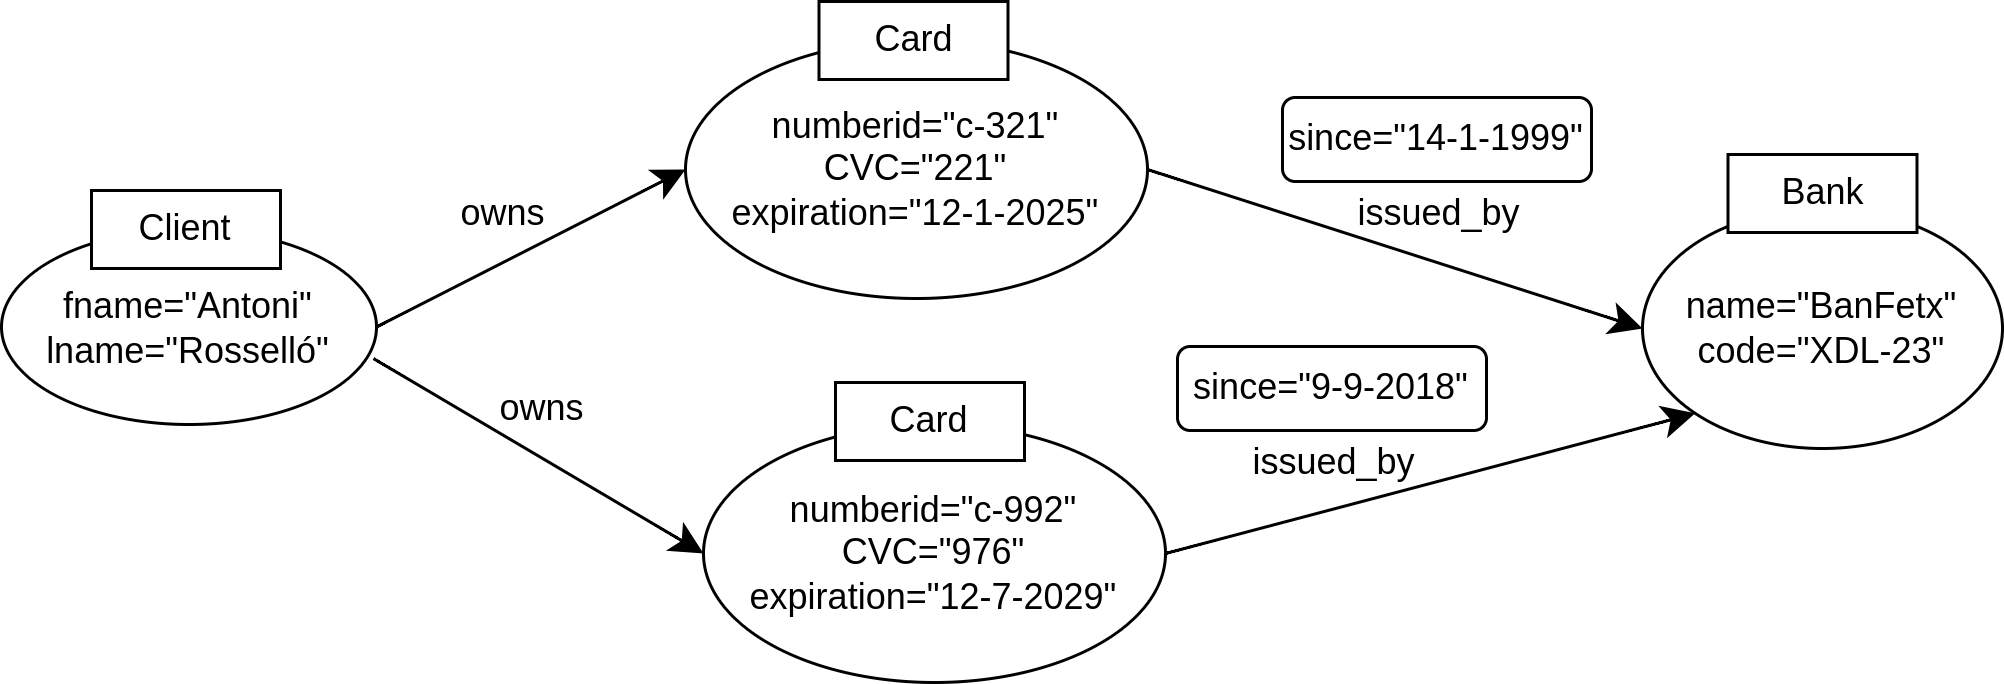 Client
fname="Antoni"
lname="Rosselló"
owns
owns
Card
numberid="c-321"
CVC="221"
expiration="12-1-2025"
Card
numberid="c-992"
CVC="976"
expiration="12-7-2029"
since="14-1-1999"
issued_by
since="9-9-2018"
issued_by
Bank
name="BanFetx"
code="XDL-23"